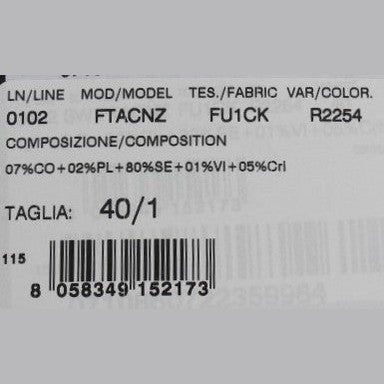 LN/LINE MOD/MODEL TES./FABRIC VAR/COLOR.
0102 FTACNZ FU1CK R2254
COMPOSIZIONE/COMPOSITION
07%CO+02%PL+80%SE+01%VI+05%Cri
TAGLIA: 40/1
115
8 058349 152173